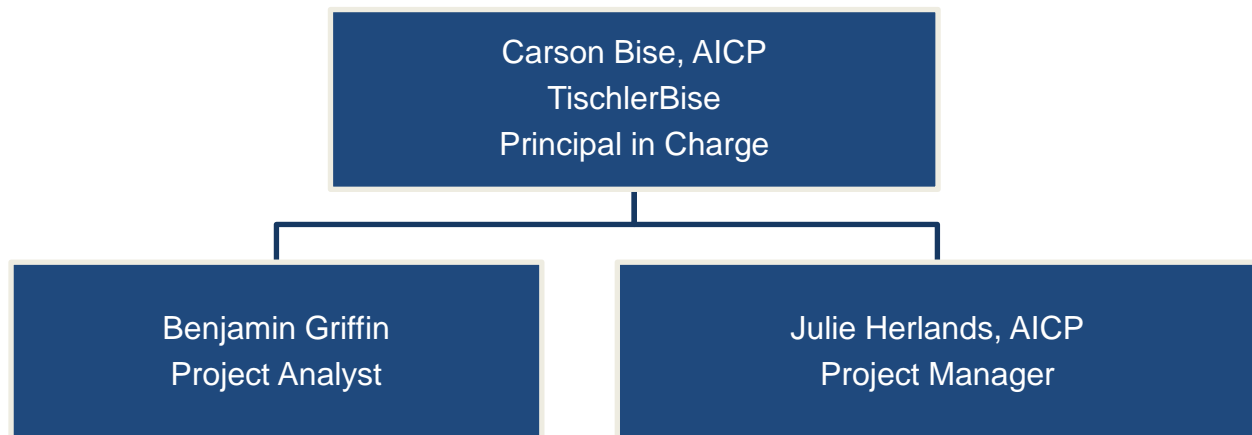 Carson Bise, AICP
TischlerBise
Principal in Charge
Benjamin Griffin
Project Analyst
Julie Herlands, AICP
Project Manager